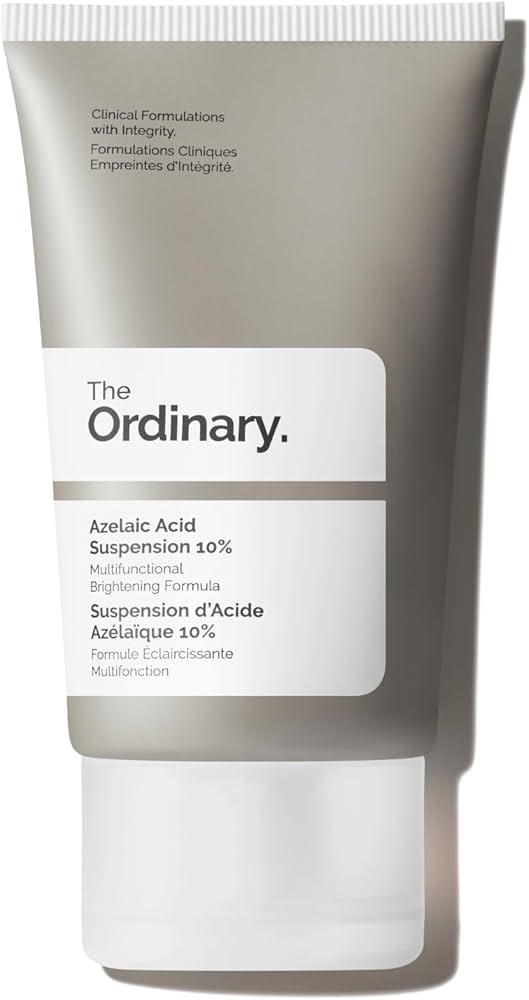 Clinical Formulations
with Integrity.
Formulations Cliniques
Empreintes d'Intégrité.
The
Ordinary.
Azelaic Acid
Suspension 10%
Multifunctional
Brightening Formula
Suspension d'Acide
Azélaïque 10%
Formule Éclaircissante
Multifonction